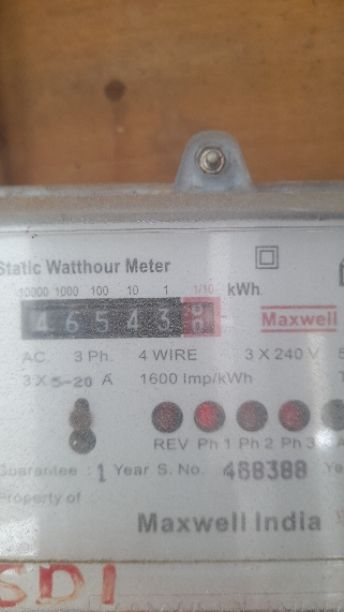 Static Watthour Meter
10000 1000 100 10 1 1/10 kWh
4 6 5 4 3
Maxwell
AC. 3 Ph. 4 WIRE 3 X 240 V
3 X 5-20 A 1600 Imp/kWh
REV Ph 1 Ph 2 Ph 3
Guarantee : 1 Year S. No. 468388
Property of
Maxwell India
SDI